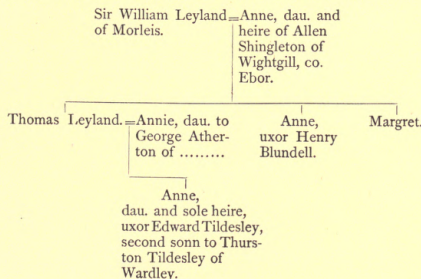 Sir William Leyland = Anne, dau. and
of Morleis. heire of Allen
Shingleton of
Wightgill, co.
Ebor.
Thomas Leyland. = Annie, dau. to
George Ather-
ton of .........
Anne,
uxor Henry
Blundell.
Margret.
Anne,
dau. and sole heire,
uxor Edward Tildesley,
second sonn to Thurs-
ton Tildesley of
Wardley.